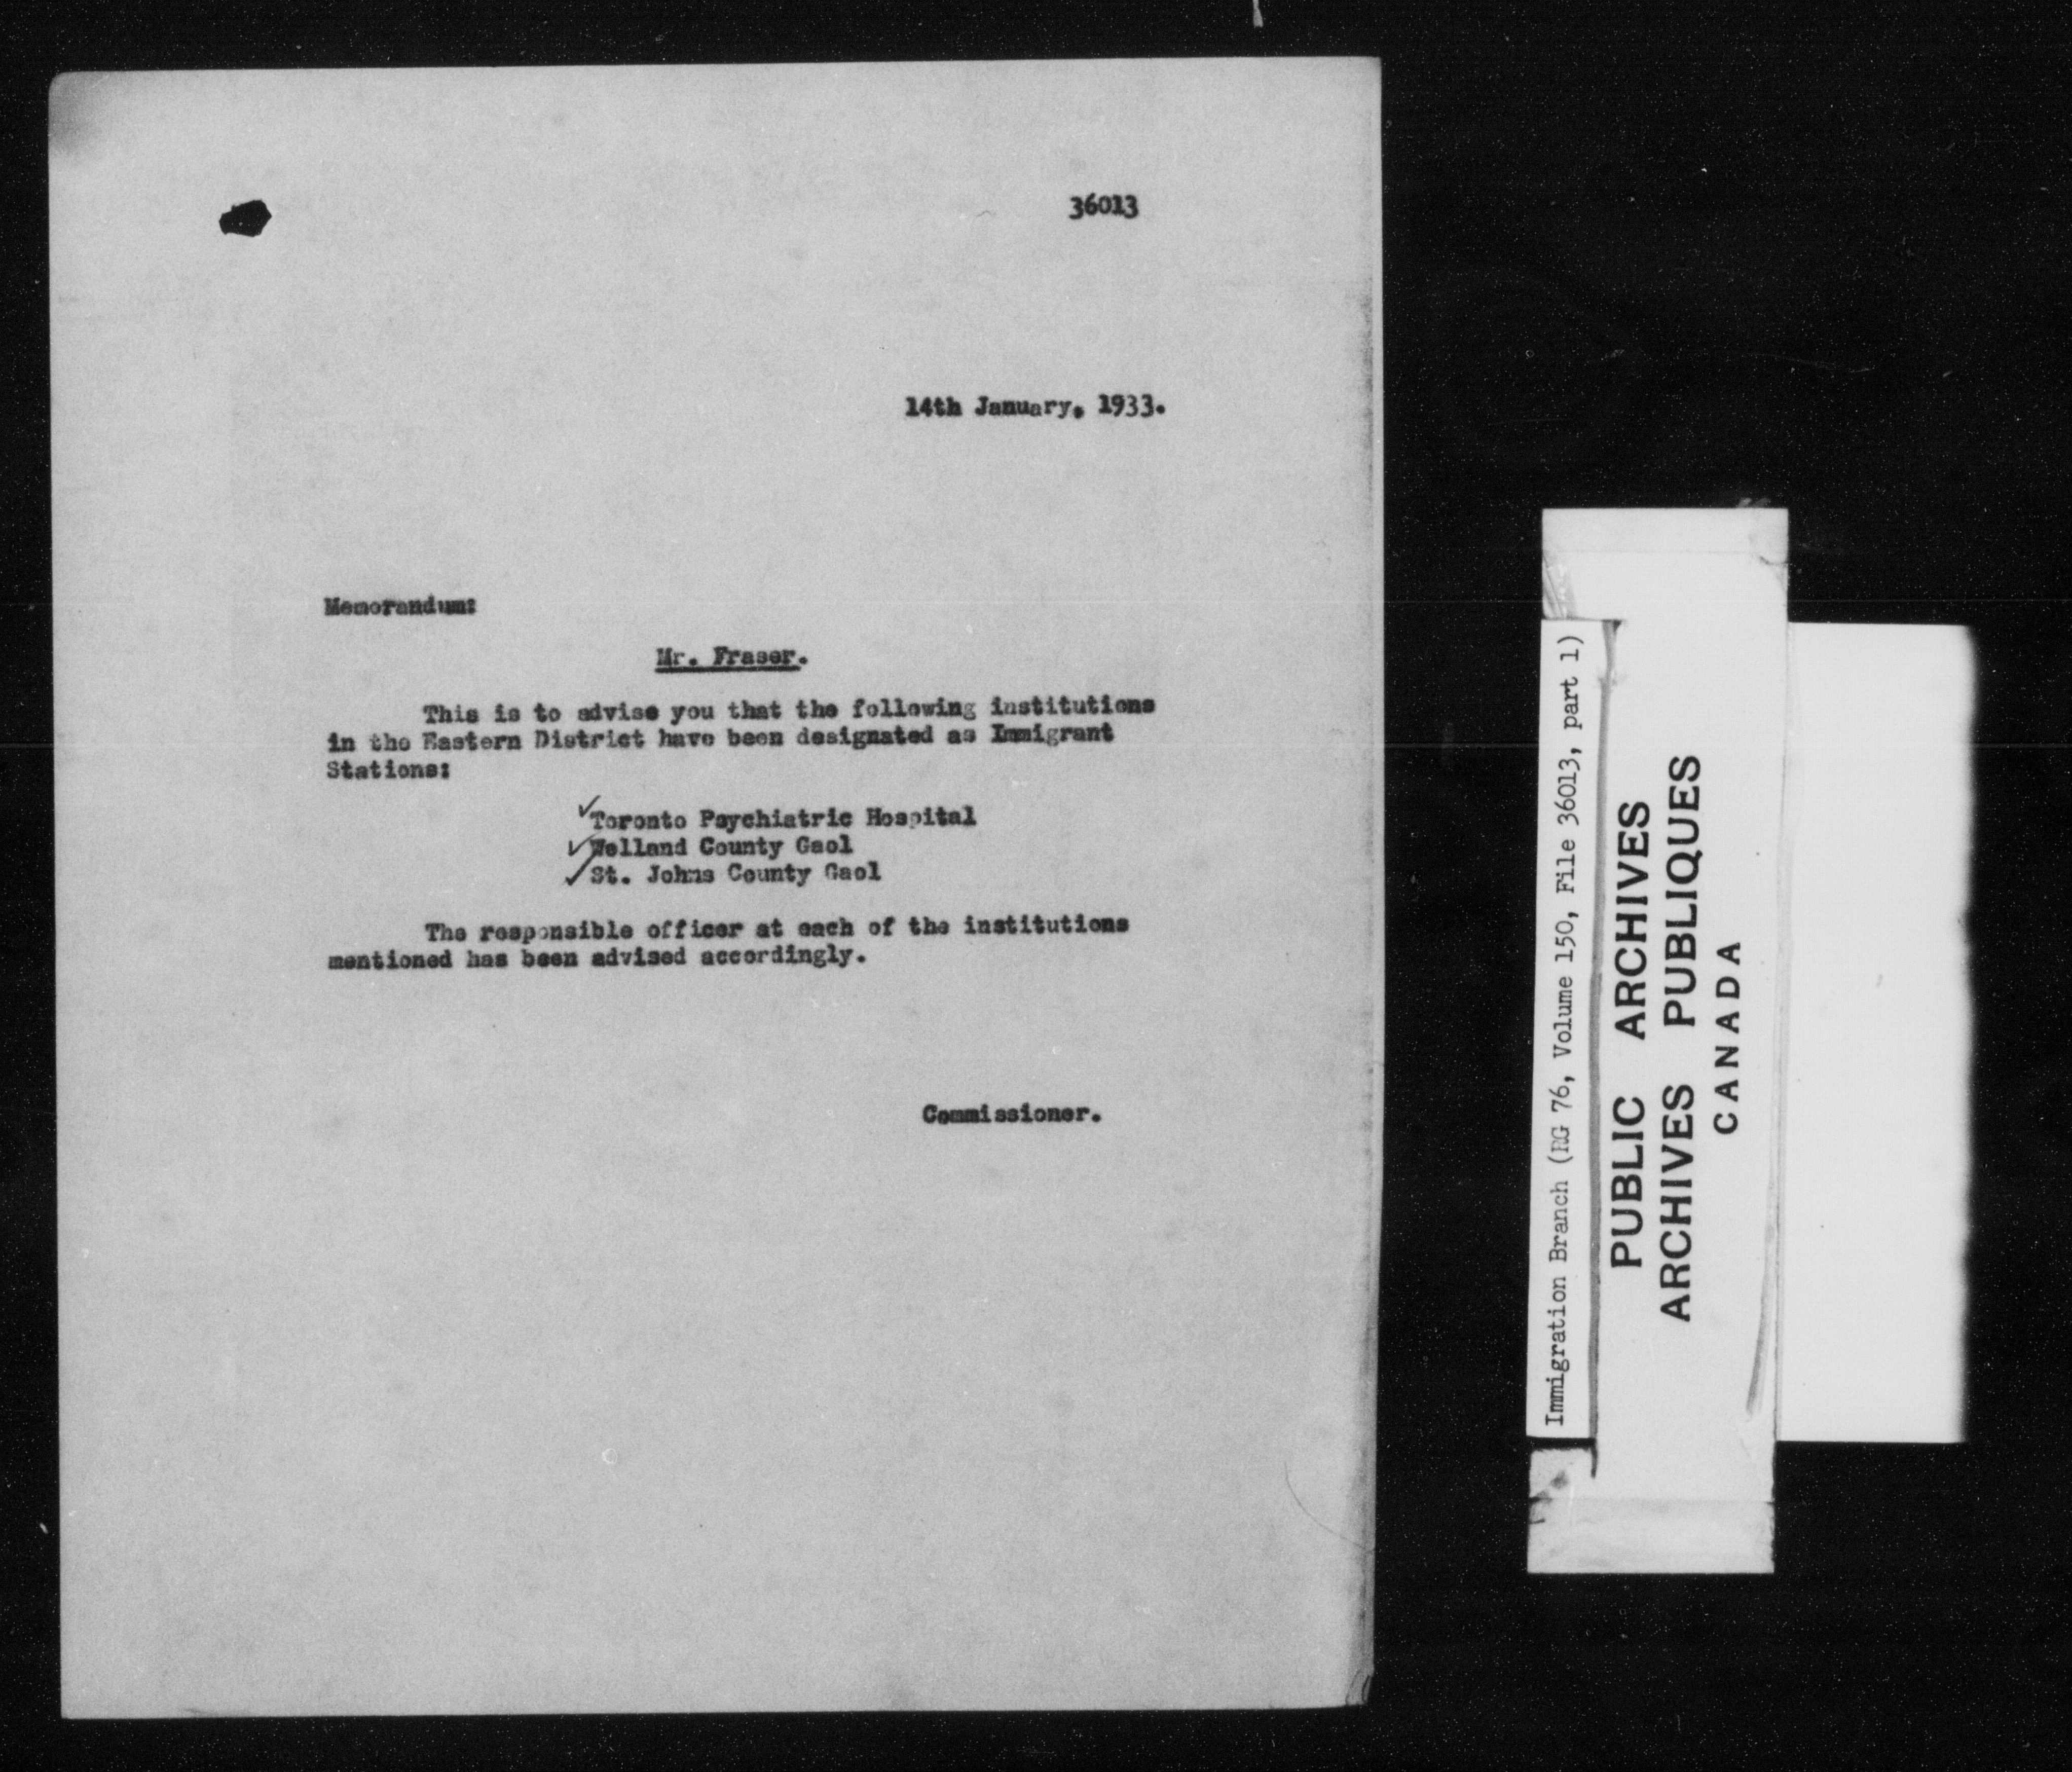 36013
14th January, 1933.
Memorandum:
Mr. Fraser.
This is to advise you that the following institutions
in the Eastern District have been designated as Immigrant
Stations:
✓Toronto Psychiatric Hospital
✓Welland County Gaol
✓St. Johns County Gaol
The responsible officer at each of the institutions
mentioned has been advised accordingly.
Commissioner.
Immigration Branch (RG 76, Volume 150, File 36013, part 1)
PUBLIC ARCHIVES
ARCHIVES PUBLIQUES
CANADA